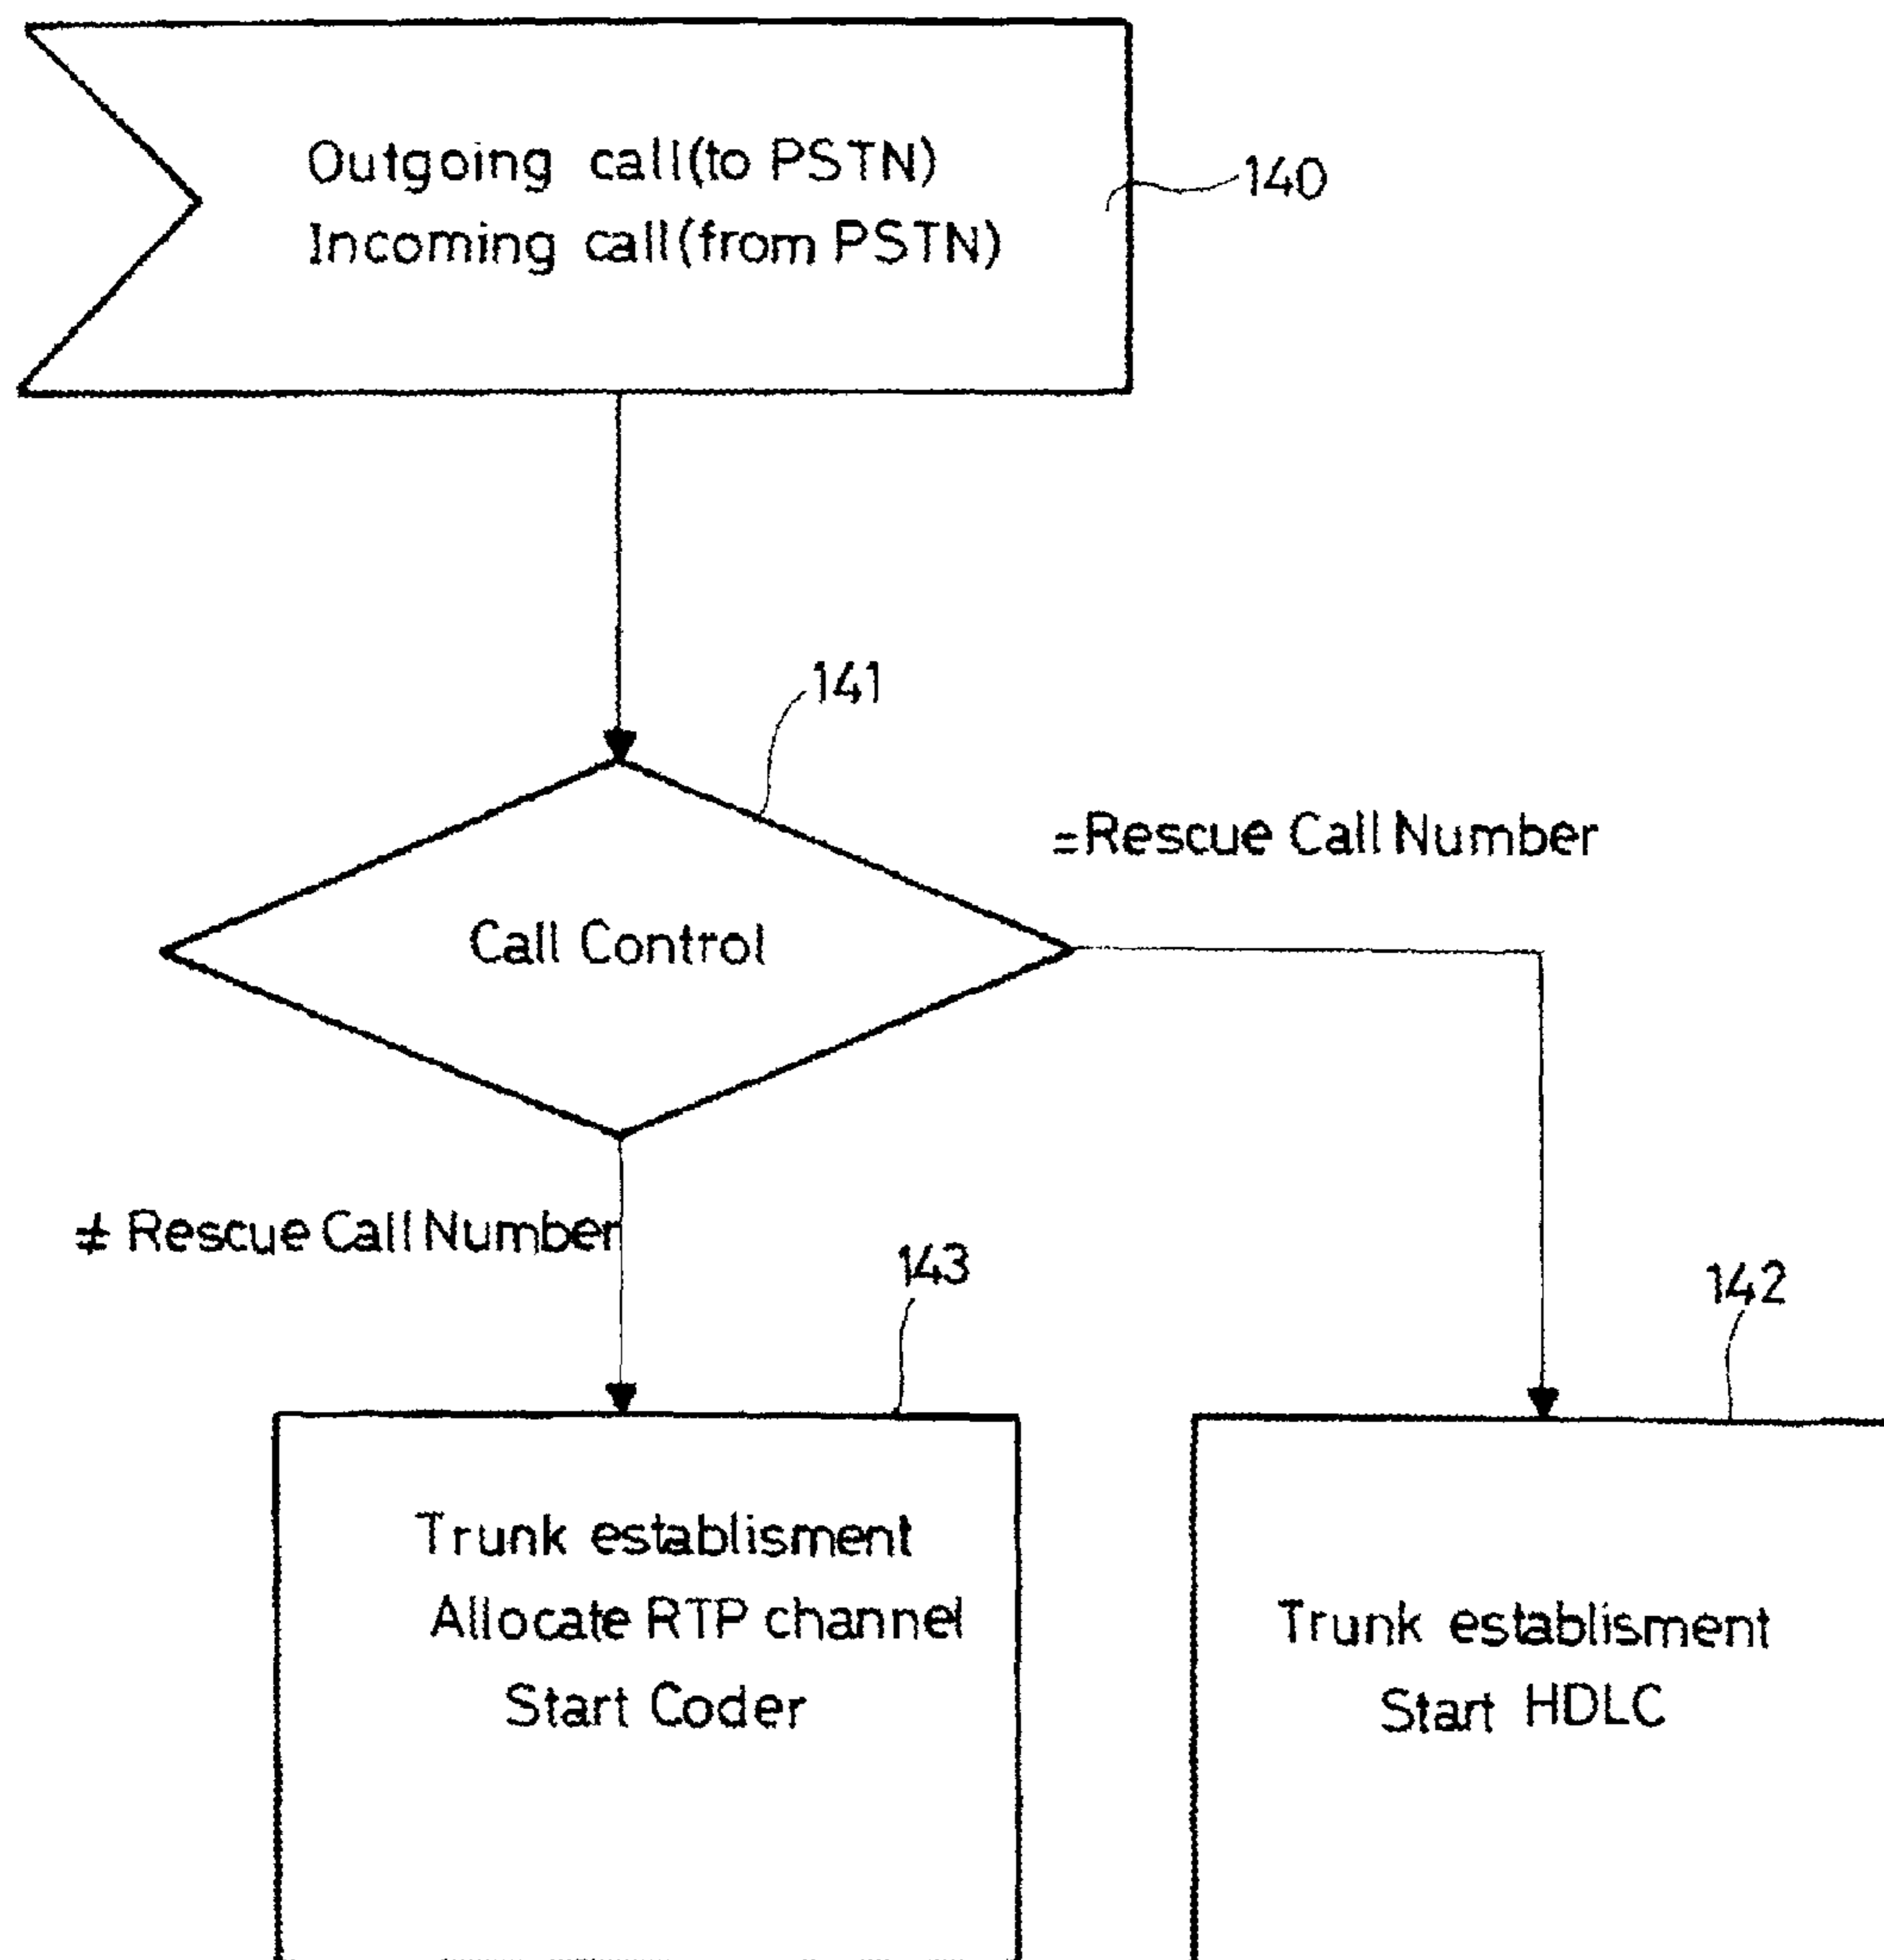 Outgoing call(to PSTN)
Incoming call(from PSTN)
140
141
=Rescue Call Number
Call Control
≠ Rescue Call Number
143
142
Trunk establisment
Allocate RTP channel
Start Coder
Trunk establisment
Start HDLC